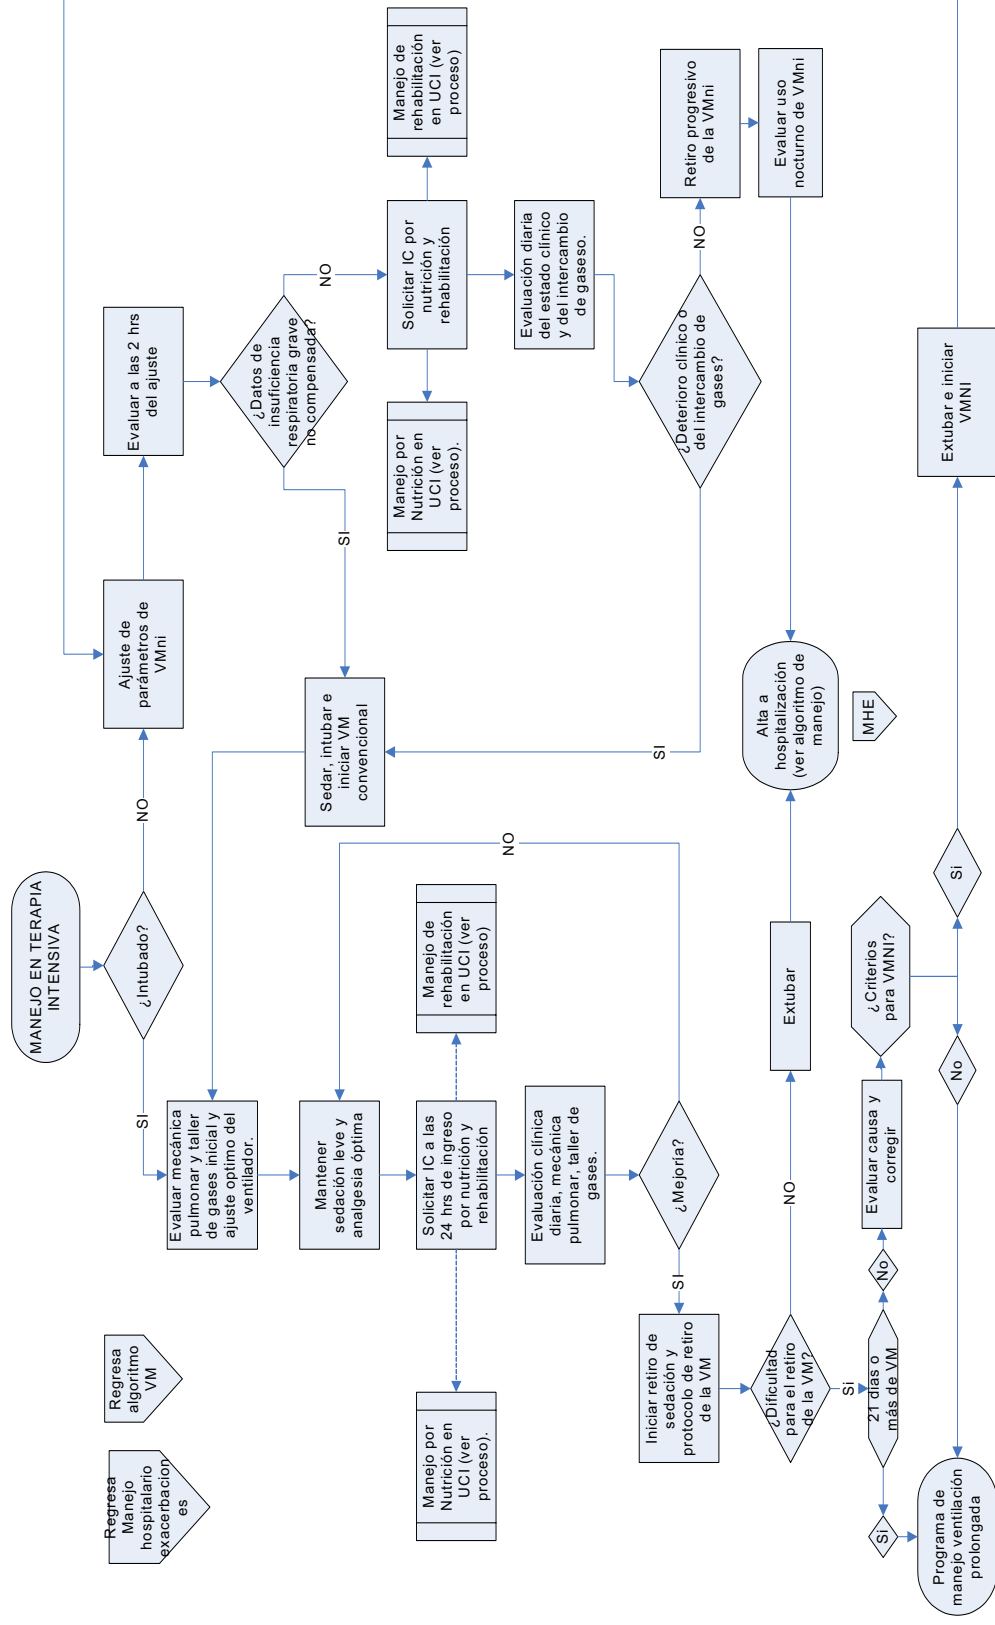 Regresa
Manejo
hospitalario
exacerbacion
es
Regresa
algoritmo
VM
MANEJO EN TERAPIA
INTENSIVA
¿Intubado?
SI
NO
Ajuste de
parámetros de
VMni
Evaluar a las 2 hrs
del ajuste
Evaluar mecánica
pulmonar y taller
de gases inicial y
ajuste optimo del
ventilador.
¿Datos de
insuficiencia
respiratoria grave
no compensada?
SI
NO
Mantener
sedación leve y
analgesia óptima
Sedar, intubar e
iniciar VM
convencional
Manejo por
Nutrición en
UCI (ver
proceso).
Solicitar IC a las
24 hrs de ingreso
por nutrición y
rehabilitación
Manejo de
rehabilitación
en UCI (ver
proceso)
Manejo por
Nutrición en
UCI (ver
proceso).
Solicitar IC por
nutrición y
rehabilitación
Manejo de
rehabilitación
en UCI (ver
proceso)
Evaluación clínica
diaria, mecánica
pulmonar, taller de
gases.
NO
Evaluación diaria
del estado clínico
y del intercambio
de gaseso.
Iniciar retiro de
sedación y
protocolo de retiro
de la VM
SI
¿Mejoría?
SI
¿Deterioro clínico o
del intercambio de
gases?
NO
Retiro progresivo
de la VMni
¿Dificultad
para el retiro
de la VM?
NO
Extubar
Alta a
hospitalización
(ver algoritmo de
manejo)
Evaluar uso
nocturno de VMni
Si
MHE
Si
21 días o
más de VM
No
Evaluar causa y
corregir
¿Criterios
para VMNI?
Programa de
manejo ventilación
prolongada
No
Si
Extubar e iniciar
VMNI